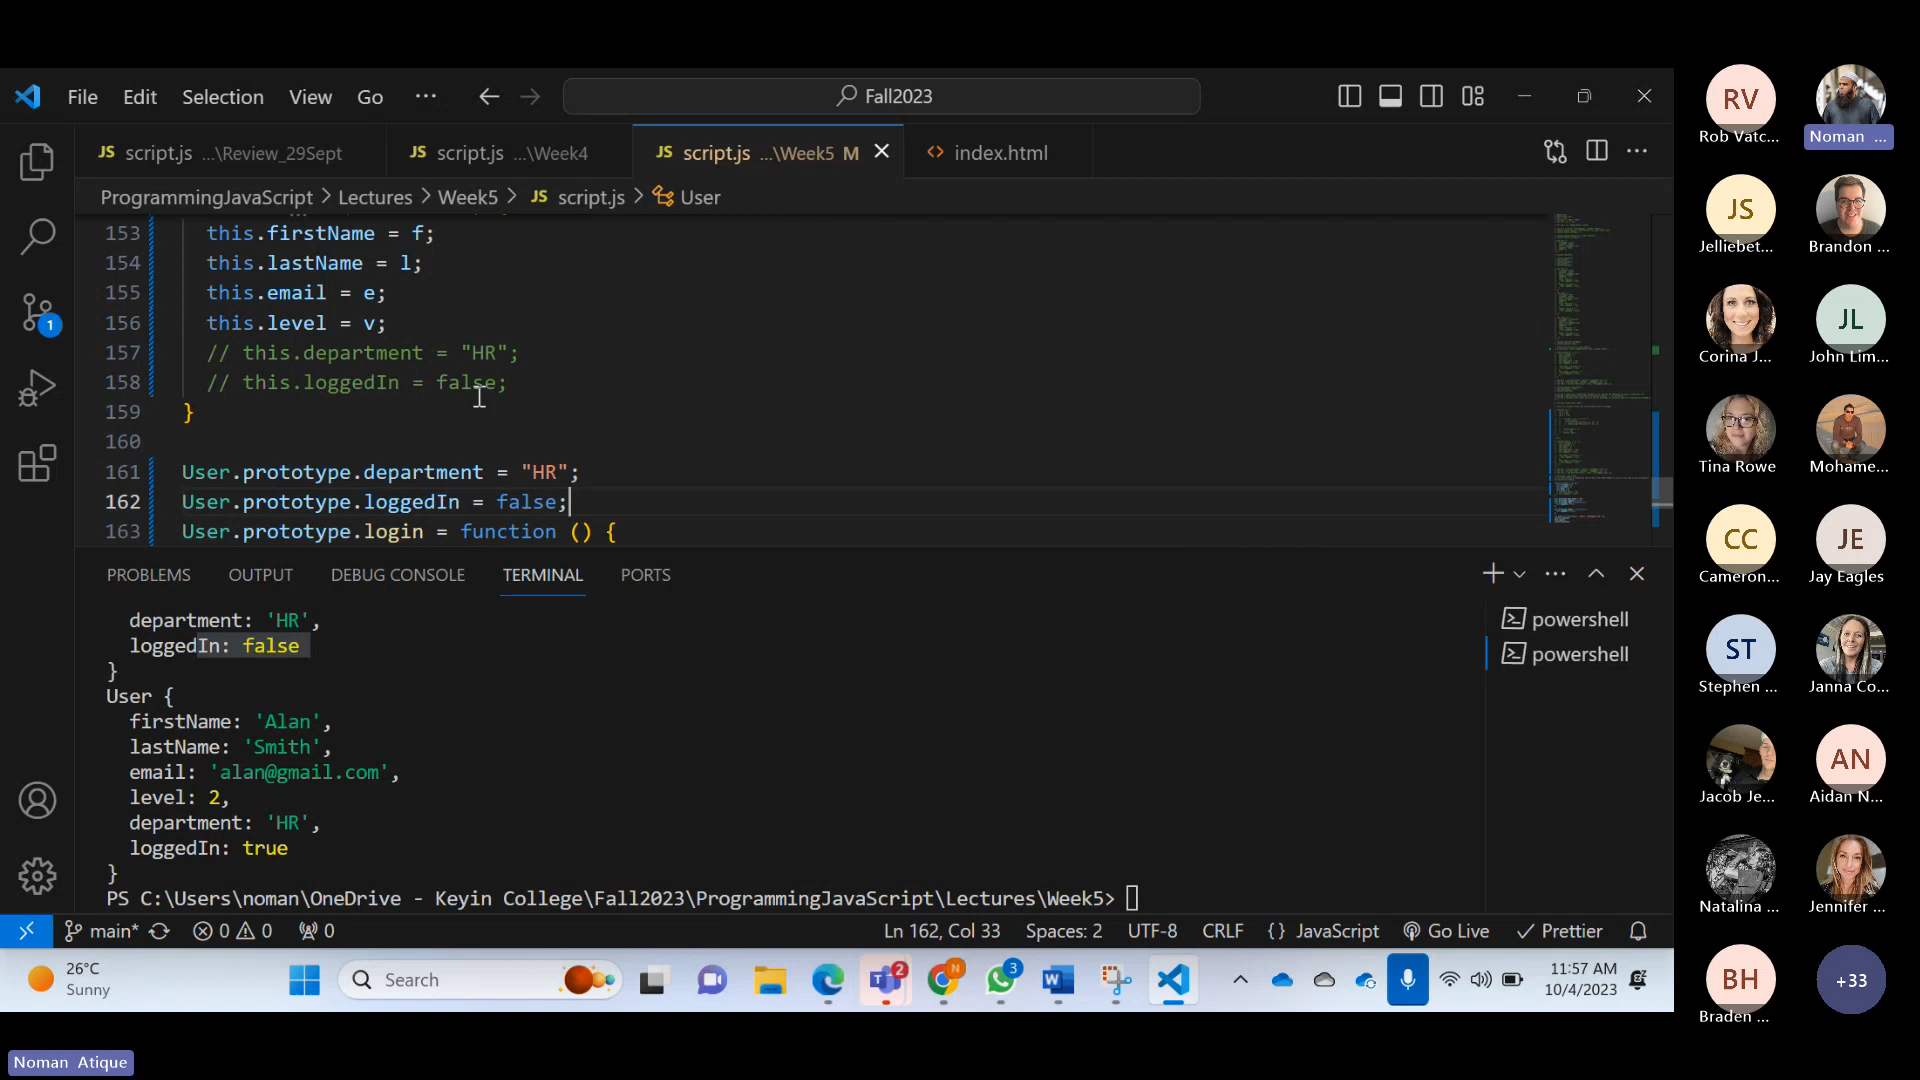 File Edit Selection View Go ··· Fall2023
JS script.js ...\Review_29Sept JS script.js ...\Week4 JS script.js ...\Week5 M index.html
ProgrammingJavaScript > Lectures > Week5 > JS script.js > User
153 this.firstName = f;
154 this.lastName = l;
155 this.email = e;
156 this.level = v;
157 // this.department = "HR";
158 // this.loggedIn = false;
159 }
160
161 User.prototype.department = "HR";
162 User.prototype.loggedIn = false;
163 User.prototype.login = function () {
1
PROBLEMS OUTPUT DEBUG CONSOLE TERMINAL PORTS
department: 'HR',
loggedIn: false
}
User {
firstName: 'Alan',
lastName: 'Smith',
email: 'alan@gmail.com',
level: 2,
department: 'HR',
loggedIn: true
}
PS C:\Users\noman\OneDrive - Keyin College\Fall2023\ProgrammingJavaScript\Lectures\Week5>
powershell
powershell
main* 0 0 0 Ln 162, Col 33 Spaces: 2 UTF-8 CRLF {} JavaScript Go Live Prettier
26°C
Sunny
Search
2
N
3
11:57 AM
10/4/2023
RV
Rob Vatc... Noman ...
JS
Jelliebet... Brandon ...
JL
Corina J... John Lim...
Tina Rowe Mohame...
CC JE
Cameron... Jay Eagles
ST
Stephen ... Janna Co...
AN
Jacob Je... Aidan N...
Natalina ... Jennifer ...
BH +33
Braden ...
Noman Atique